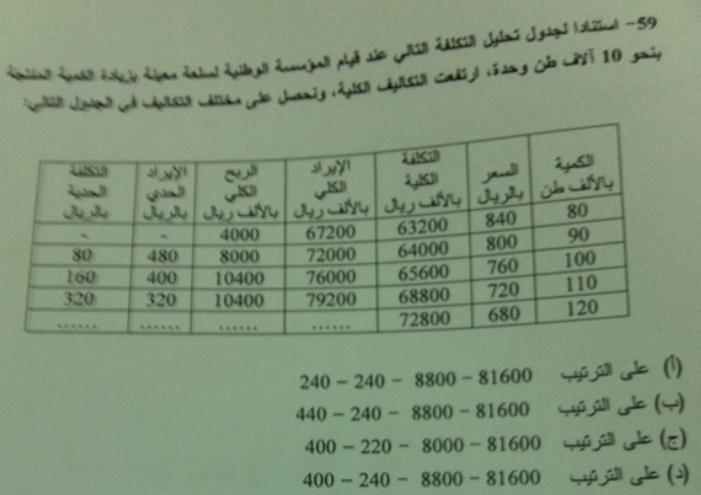 59- استنادا لجدول تحليل التكلفة التالي عند قيام المؤسسة الوطنية لسلعة معينة بزيادة الكمية المنتجة
بنحو 10 آلاف طن وحدة، ارتفعت التكاليف الكلية، ونحصل على مختلف التكاليف في الجدول التالي:
الكمية بالألف طن السعر بالريال التكلفة الكلية بالألف ريال الإيراد الكلي بالألف ريال الربح الكلي بالألف ريال الإيراد الحدي بالريال التكلفة الحدية بالريال
80 840 63200 67200 4000 - -
90 800 64000 72000 8000 480 80
100 760 65600 76000 10400 400 160
110 720 68800 79200 10400 320 320
120 680 72800 ...... ...... ...... ......
(أ) على الترتيب 81600 – 8800 – 240 – 240
(ب) على الترتيب 81600 – 8800 – 240 – 440
(ج) على الترتيب 81600 – 8000 – 220 – 400
(د) على الترتيب 81600 – 8800 – 240 – 400